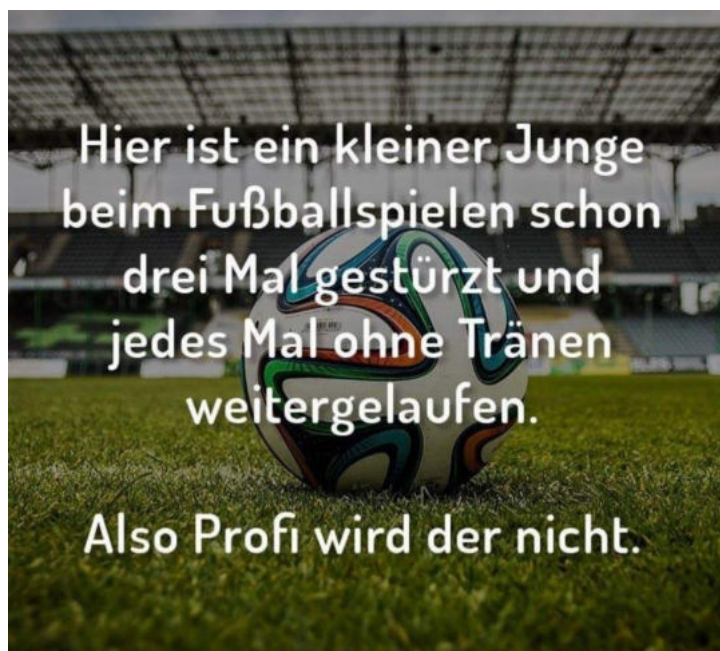 Hier ist ein kleiner Junge
beim Fußballspielen schon
drei Mal gestürzt und
jedes Mal ohne Tränen
weitergelaufen.
Also Profi wird der nicht.